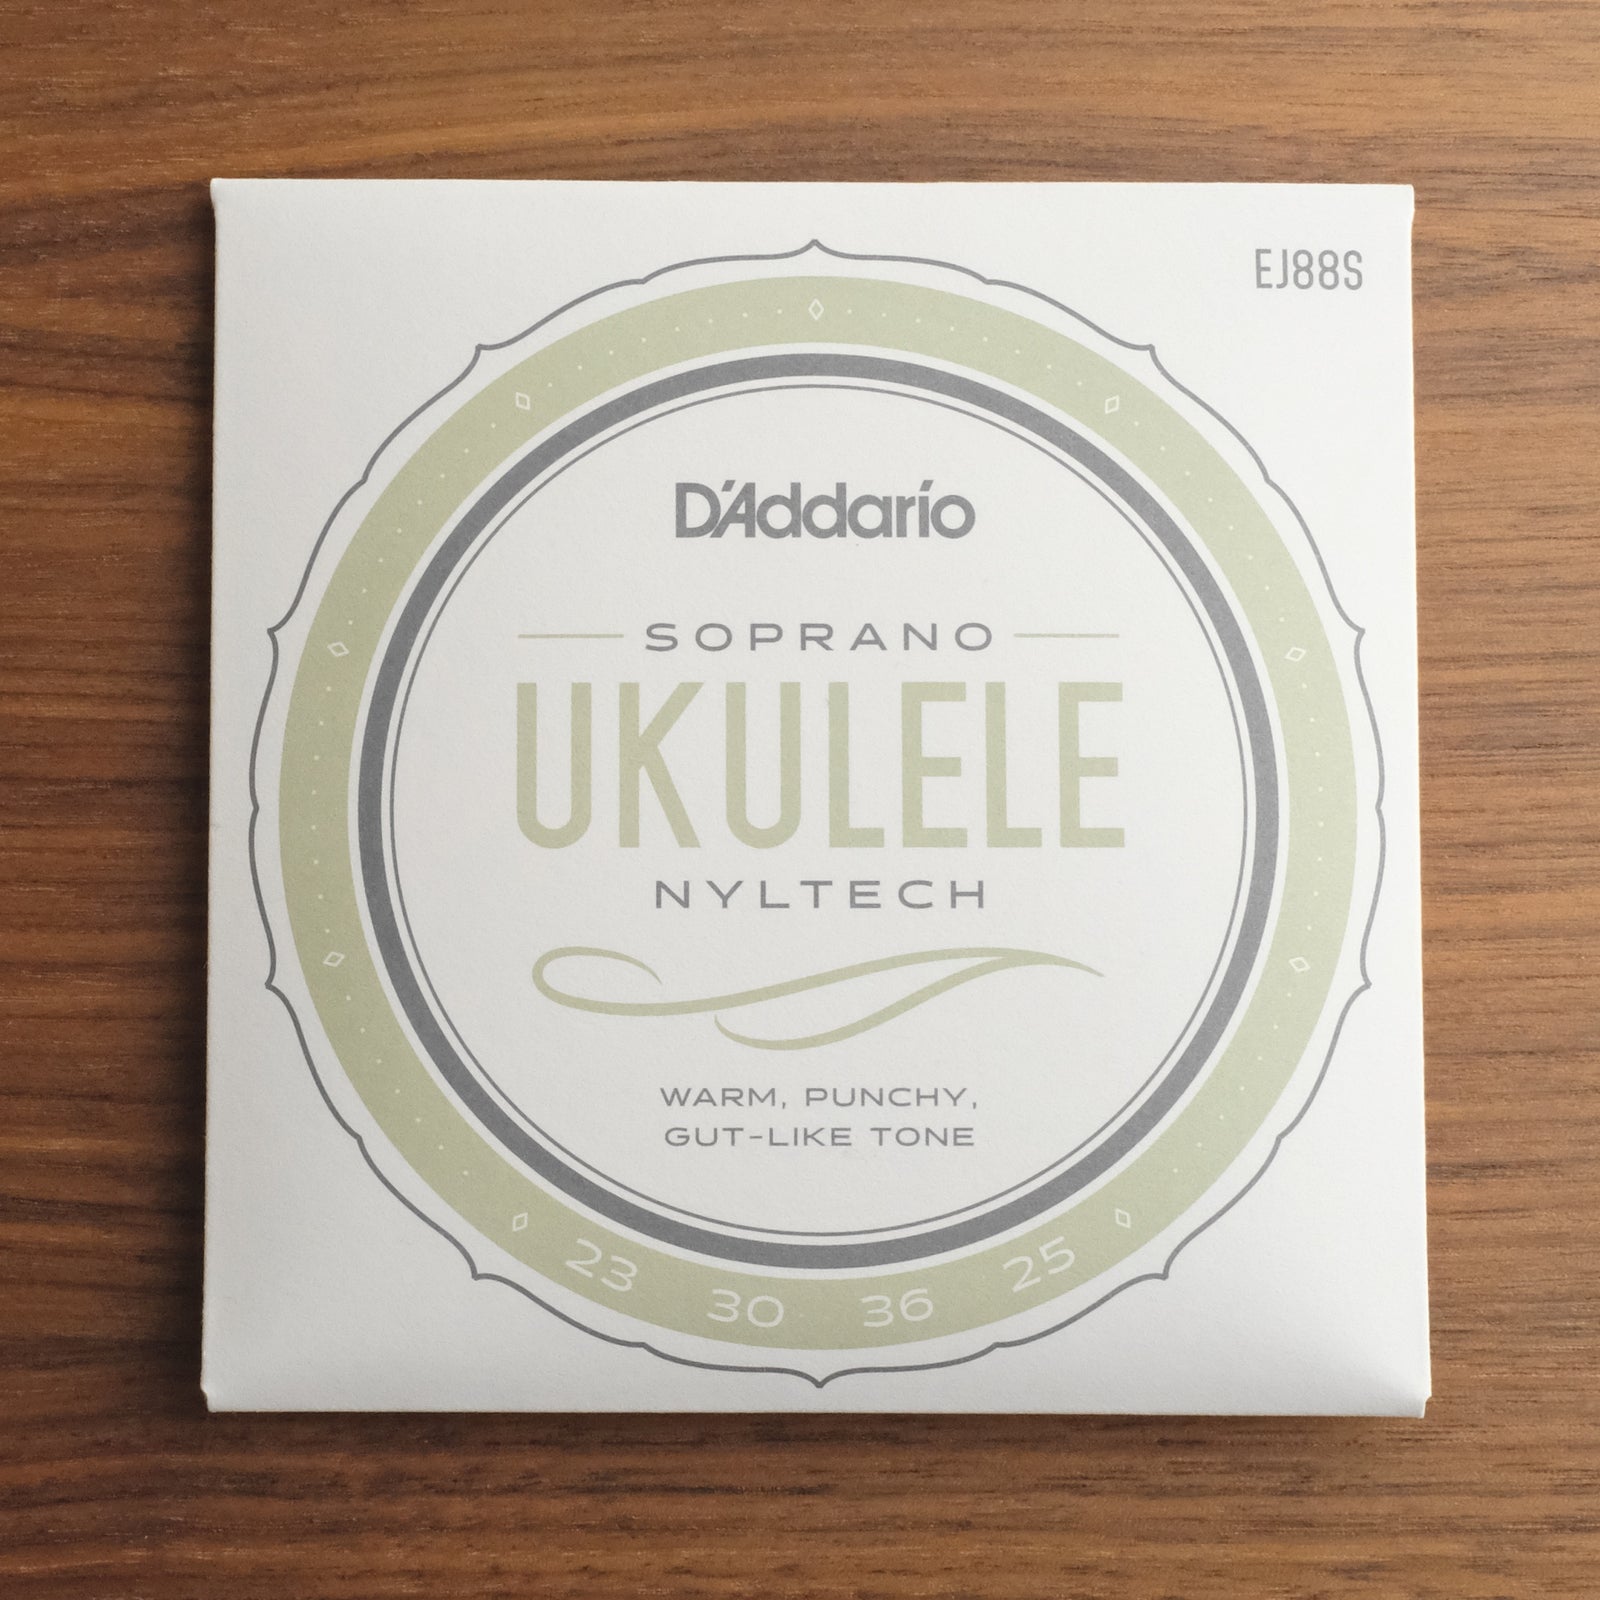 EJ88S
D'Addario
SOPRANO
UKULELE
NYLTECH
WARM, PUNCHY,
GUT-LIKE TONE
23 30 36 25